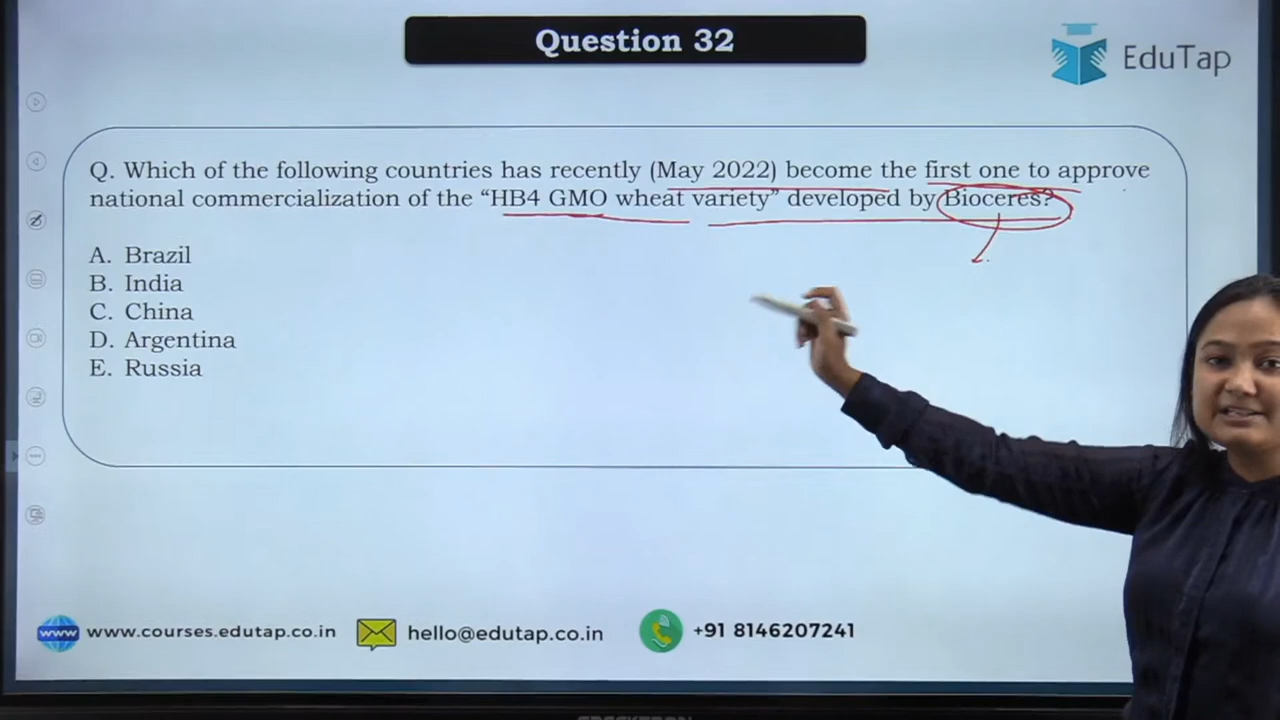 Question 32
EduTap
Q. Which of the following countries has recently (May 2022) become the first one to approve
national commercialization of the “HB4 GMO wheat variety” developed by Bioceres?
A. Brazil
B. India
C. China
D. Argentina
E. Russia
www
www.courses.edutap.co.in
hello@edutap.co.in
+91 8146207241